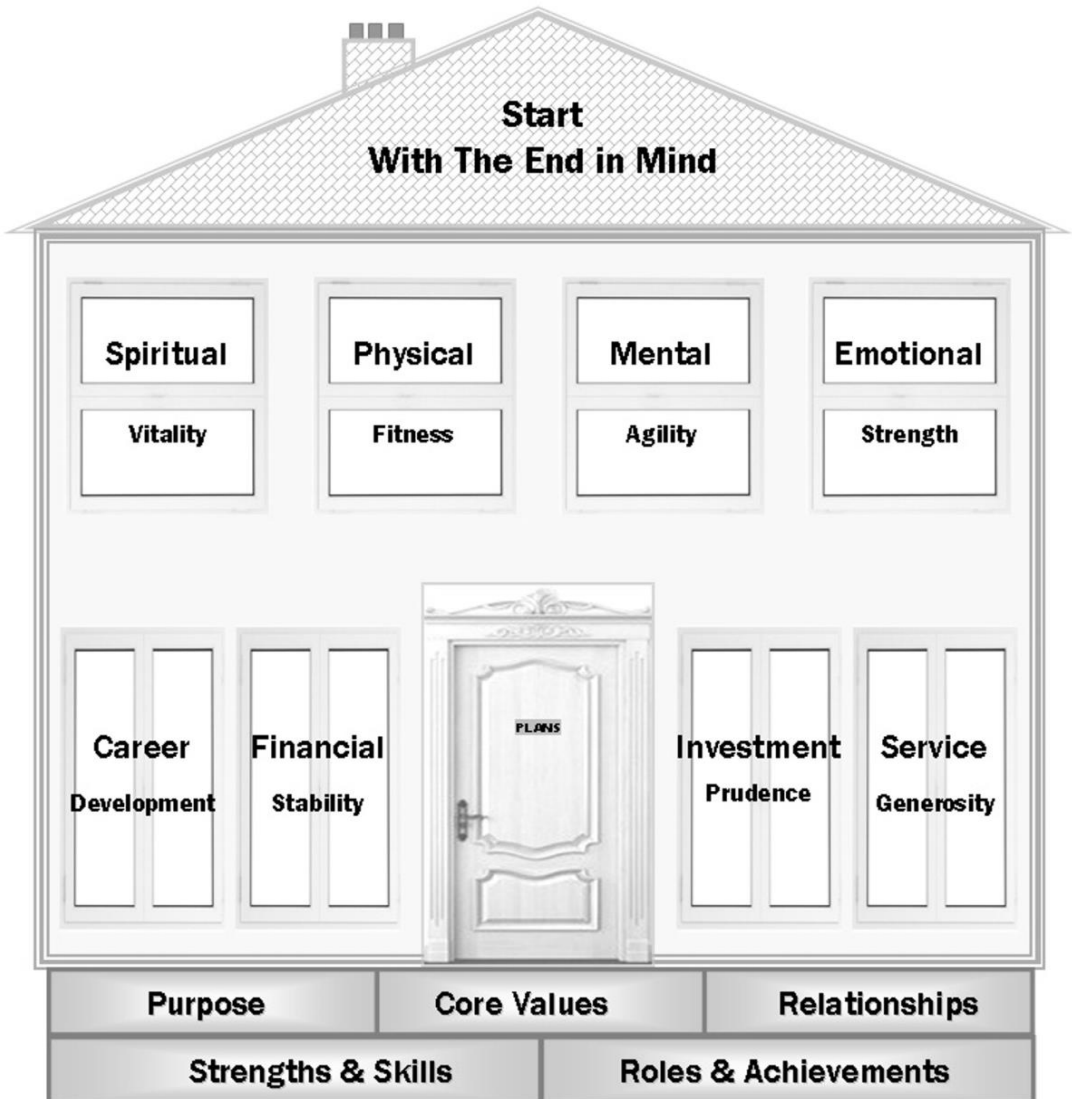 Start
With The End in Mind
Spiritual
Vitality
Physical
Fitness
Mental
Agility
Emotional
Strength
Career
Development
Financial
Stability
PLANS
Investment
Prudence
Service
Generosity
Purpose
Core Values
Relationships
Strengths & Skills
Roles & Achievements